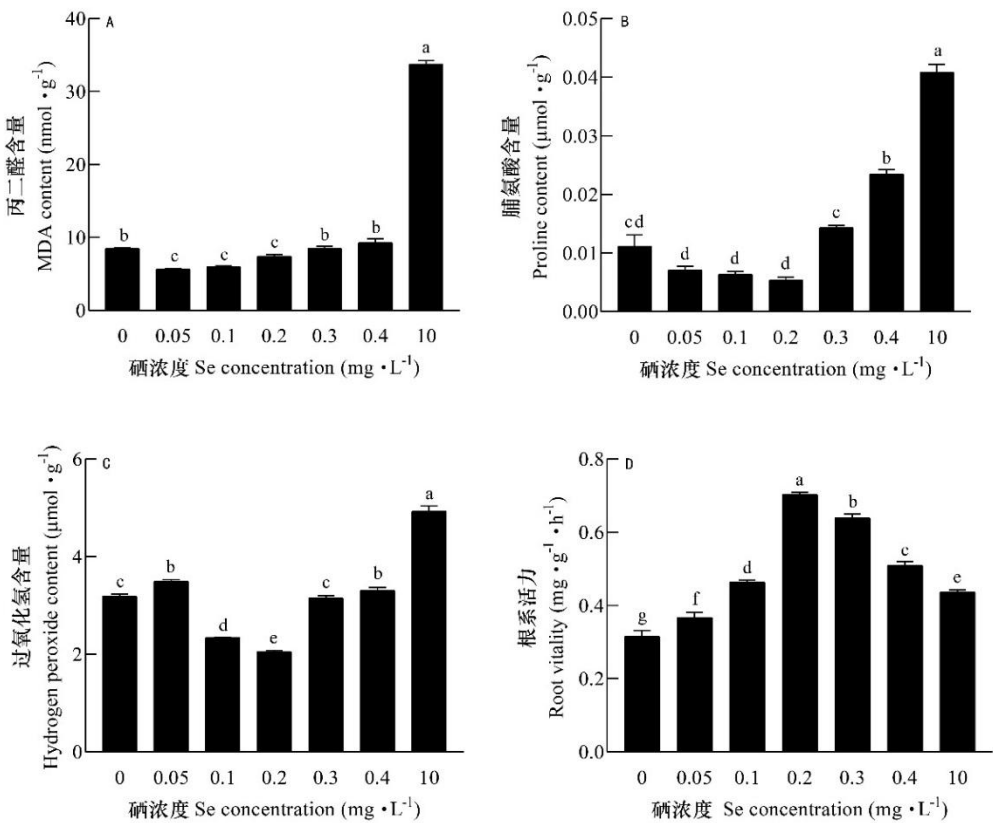 A
丙二醛含量
MDA content (nmol·g⁻¹)
40
30
20
10
0
b
c
c
c
b
b
a
0 0.05 0.1 0.2 0.3 0.4 10
硒浓度 Se concentration (mg·L⁻¹)
B
脯氨酸含量
Proline content (μmol·g⁻¹)
0.05
0.04
0.03
0.02
0.01
0.00
cd
d
d
d
c
b
a
0 0.05 0.1 0.2 0.3 0.4 10
硒浓度 Se concentration (mg·L⁻¹)
C
过氧化氢含量
Hydrogen peroxide content (μmol·g⁻¹)
6
4
2
0
c
b
d
e
c
b
a
0 0.05 0.1 0.2 0.3 0.4 10
硒浓度 Se concentration (mg·L⁻¹)
D
根系活力
Root vitality (mg·g⁻¹·h⁻¹)
0.8
0.6
0.4
0.2
0.0
g
f
d
a
b
c
e
0 0.05 0.1 0.2 0.3 0.4 10
硒浓度 Se concentration (mg·L⁻¹)